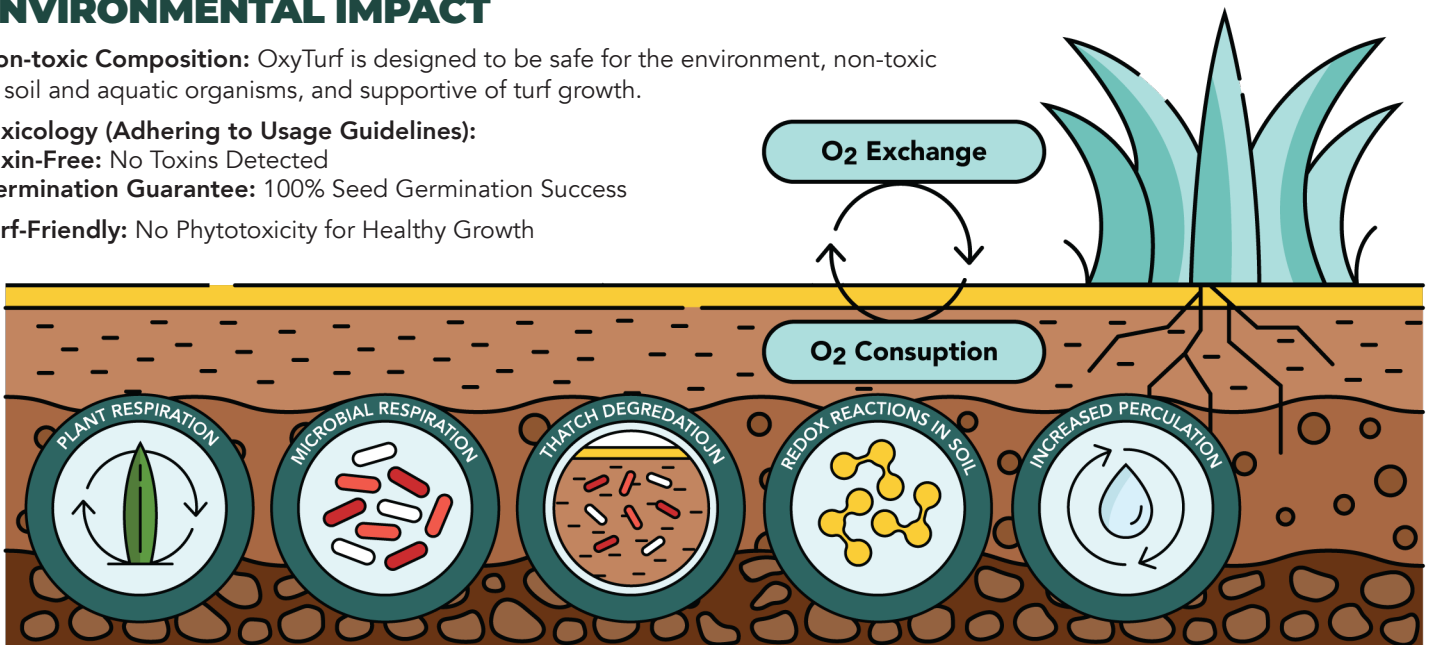 NVIRONMENTAL IMPACT
on-toxic Composition: OxyTurf is designed to be safe for the environment, non-toxic
soil and aquatic organisms, and supportive of turf growth.
xicology (Adhering to Usage Guidelines):
xin-Free: No Toxins Detected
ermination Guarantee: 100% Seed Germination Success
rf-Friendly: No Phytotoxicity for Healthy Growth
O2 Exchange
O2 Consuption
PLANT RESPIRATION
MICROBIAL RESPIRATION
THATCH DEGREDATIOJN
REDOX REACTIONS IN SOIL
INCREASED PERCULATION